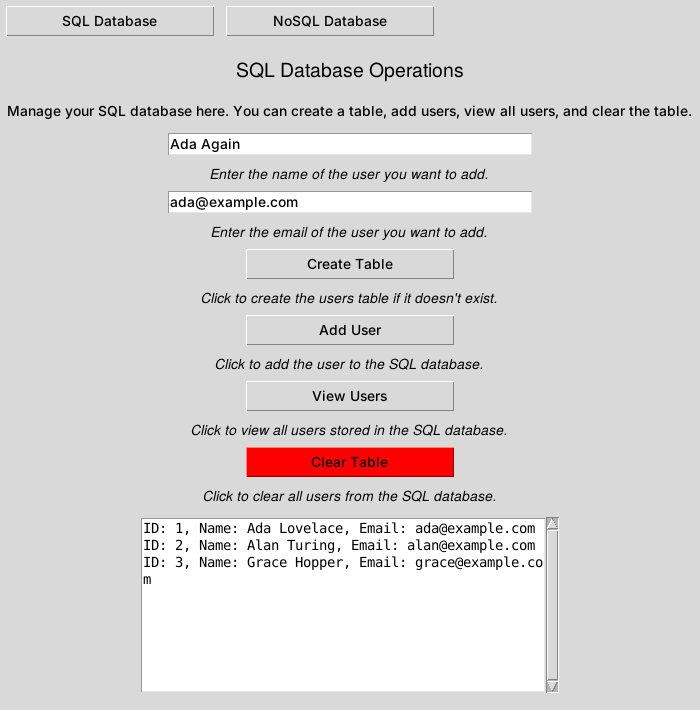 SQL Database
NoSQL Database
SQL Database Operations
Manage your SQL database here. You can create a table, add users, view all users, and clear the table.
Ada Again
Enter the name of the user you want to add.
ada@example.com
Enter the email of the user you want to add.
Create Table
Click to create the users table if it doesn't exist.
Add User
Click to add the user to the SQL database.
View Users
Click to view all users stored in the SQL database.
Clear Table
Click to clear all users from the SQL database.
ID: 1, Name: Ada Lovelace, Email: ada@example.com
ID: 2, Name: Alan Turing, Email: alan@example.com
ID: 3, Name: Grace Hopper, Email: grace@example.co
m